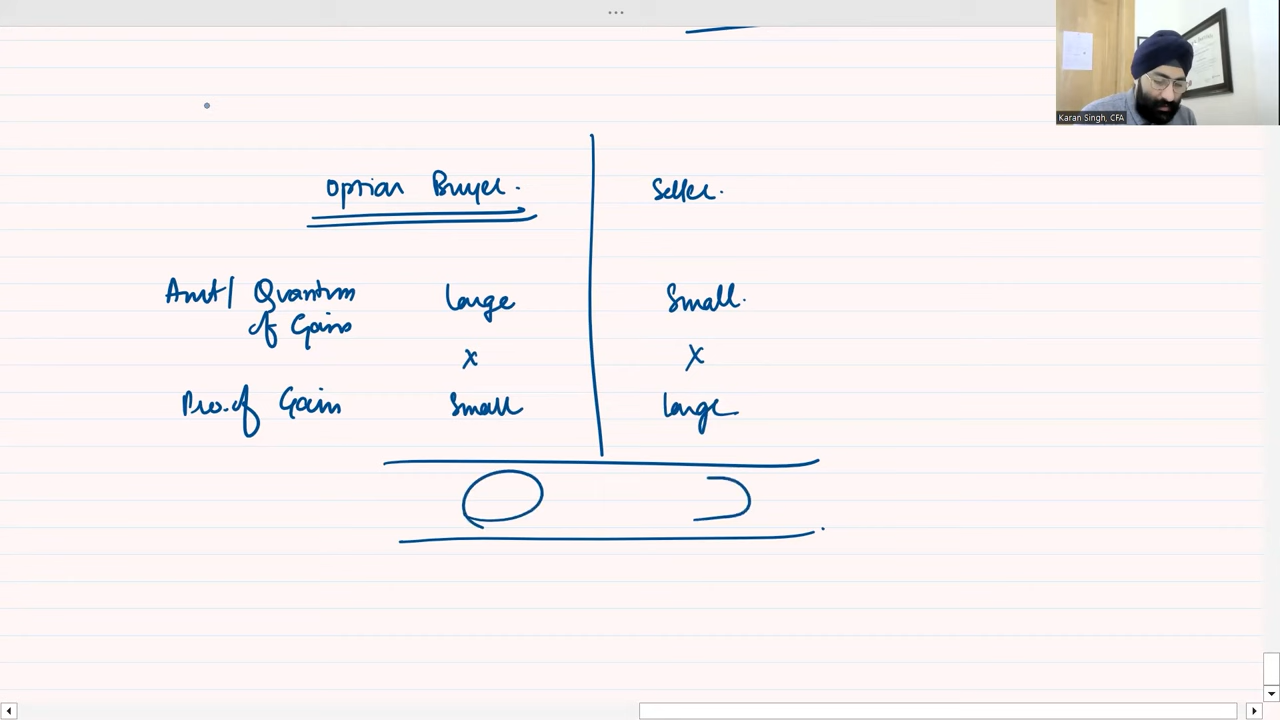 Karan Singh, CFA
Option Buyer.
Seller.
Amt/ Quantum
of Gains
Large
Small.
x
x
Pro. of Gain
Small
Large